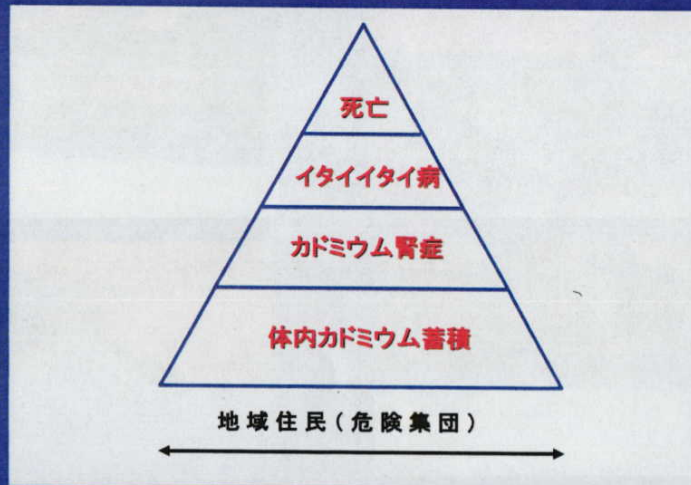 死亡
イタイイタイ病
カドミウム腎症
体内カドミウム蓄積
地域住民(危険集団)